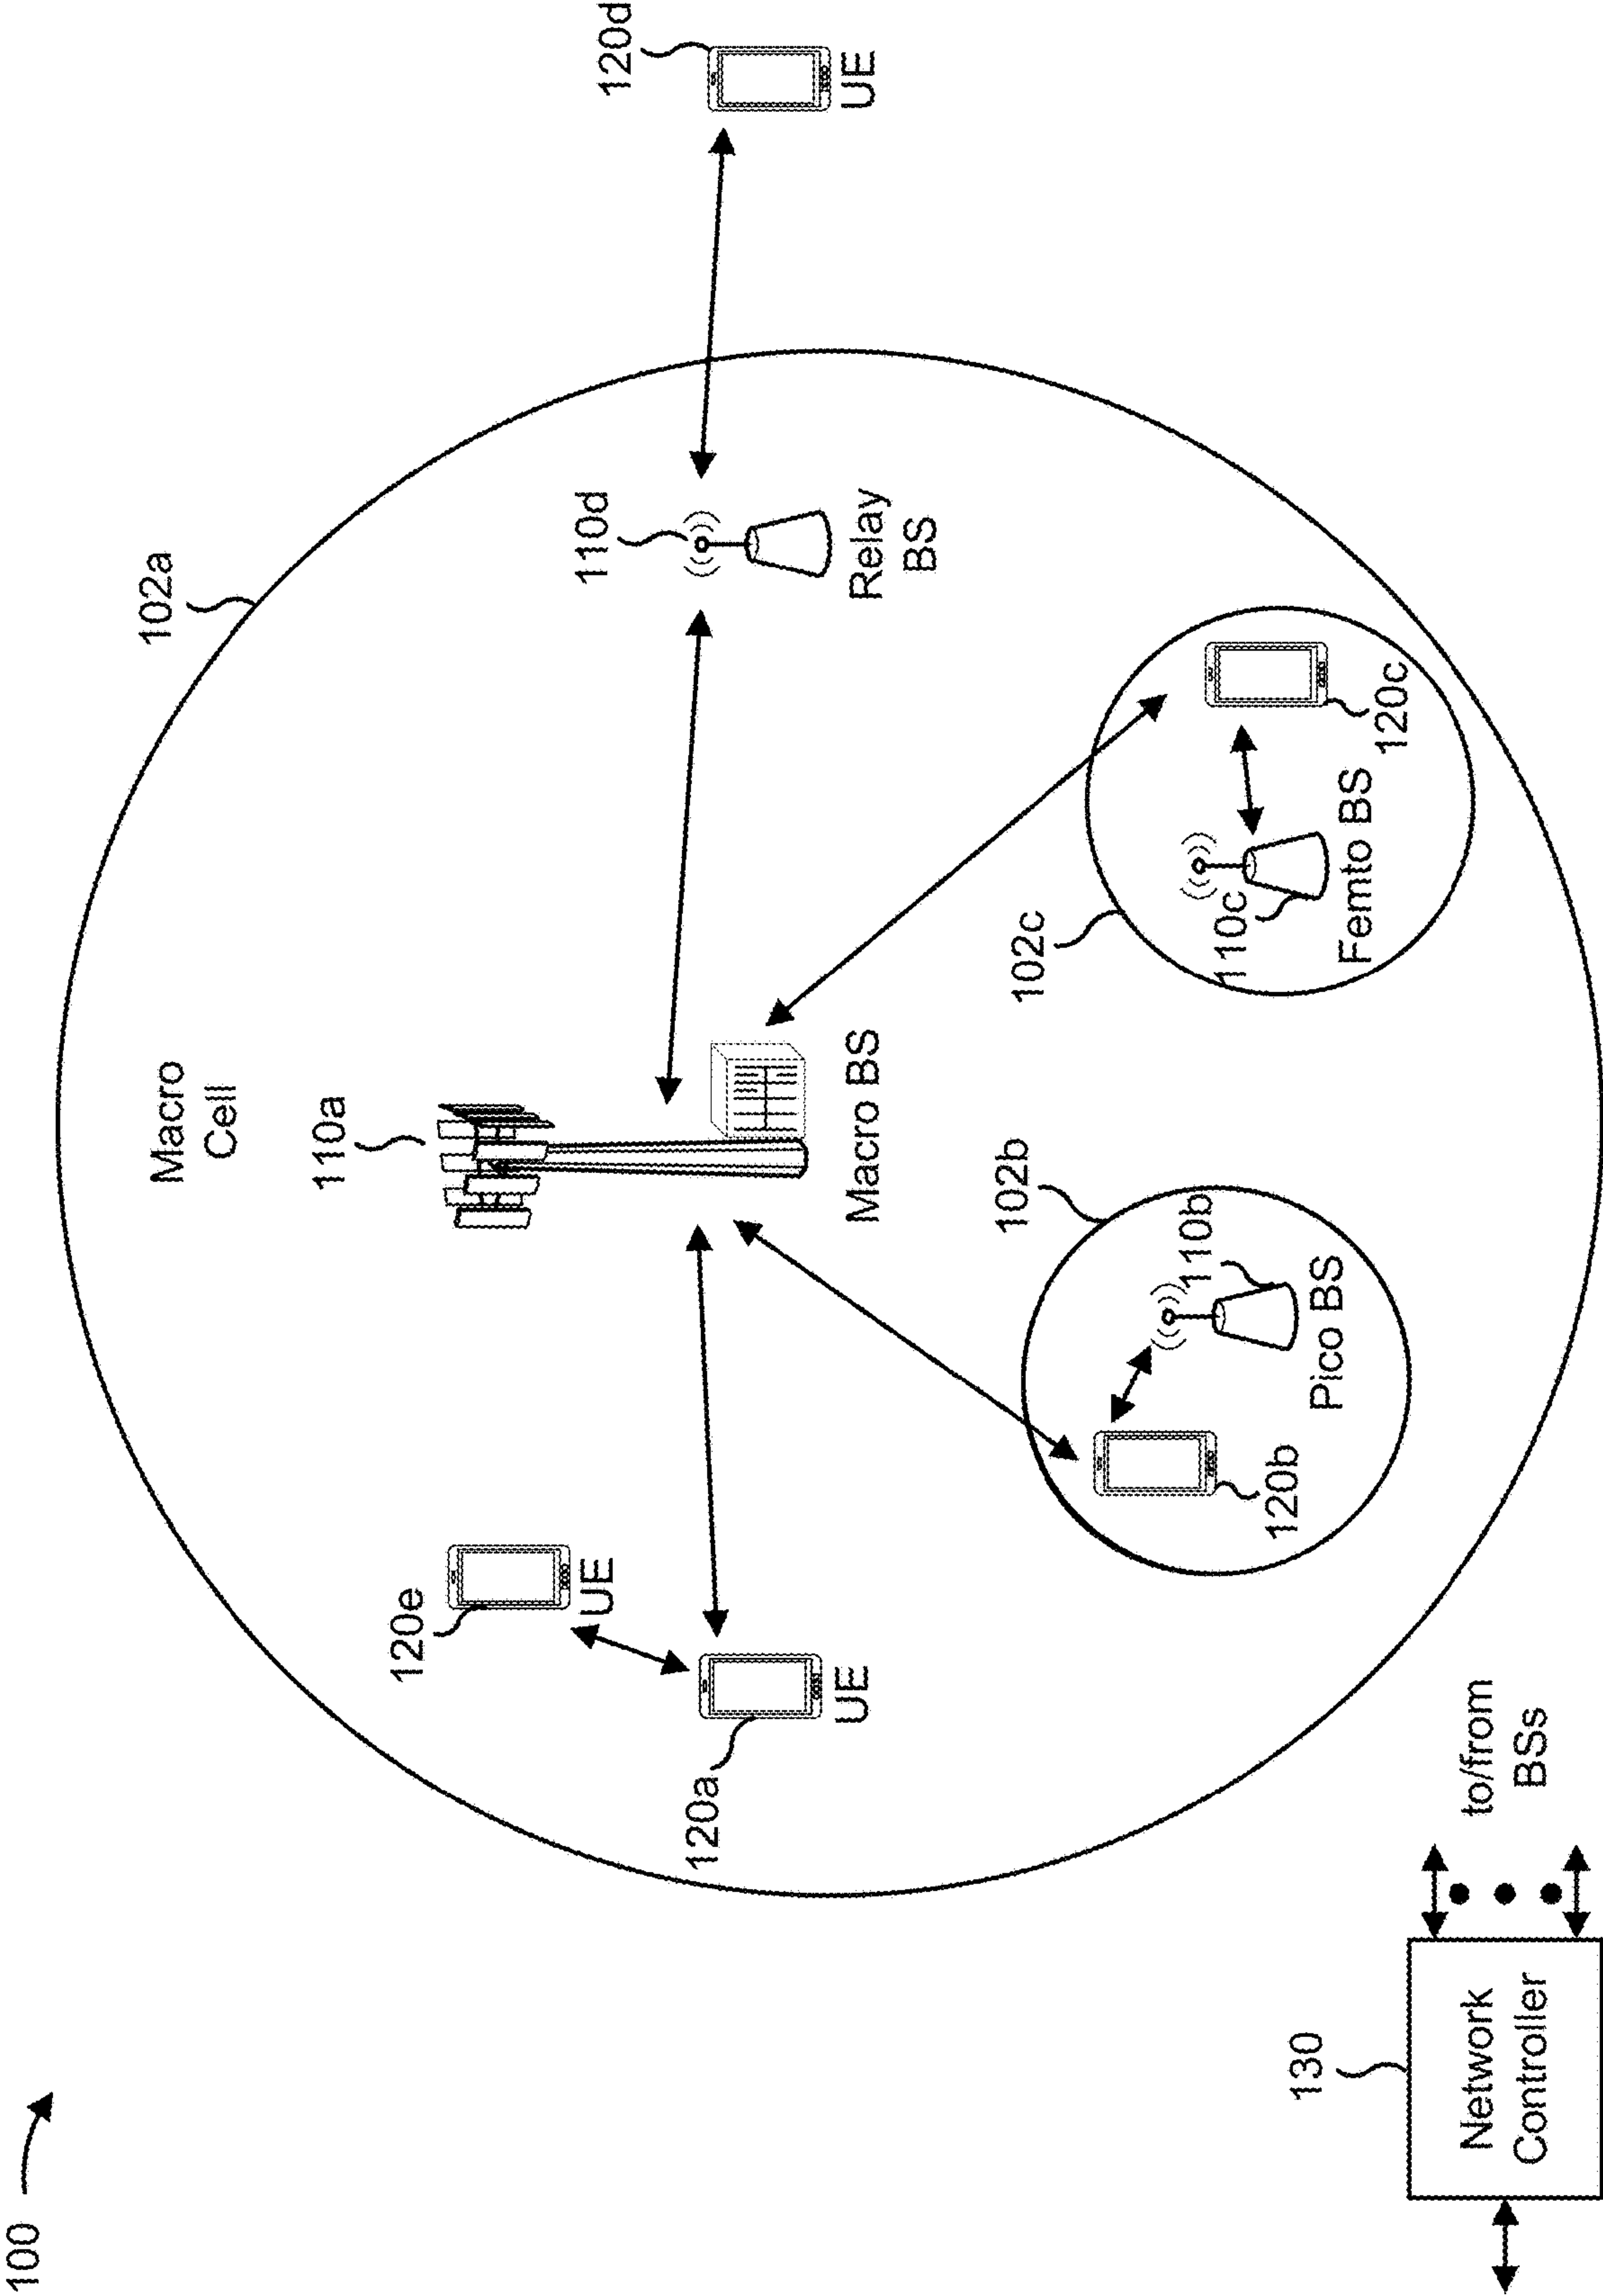 100
102a
Macro
Cell
110a
Macro BS
120e
UE
120a
UE
110d
Relay
BS
120d
UE
102b
110b
Pico BS
120b
102c
110c
Femto BS
120c
130
Network
Controller
to/from
BSs